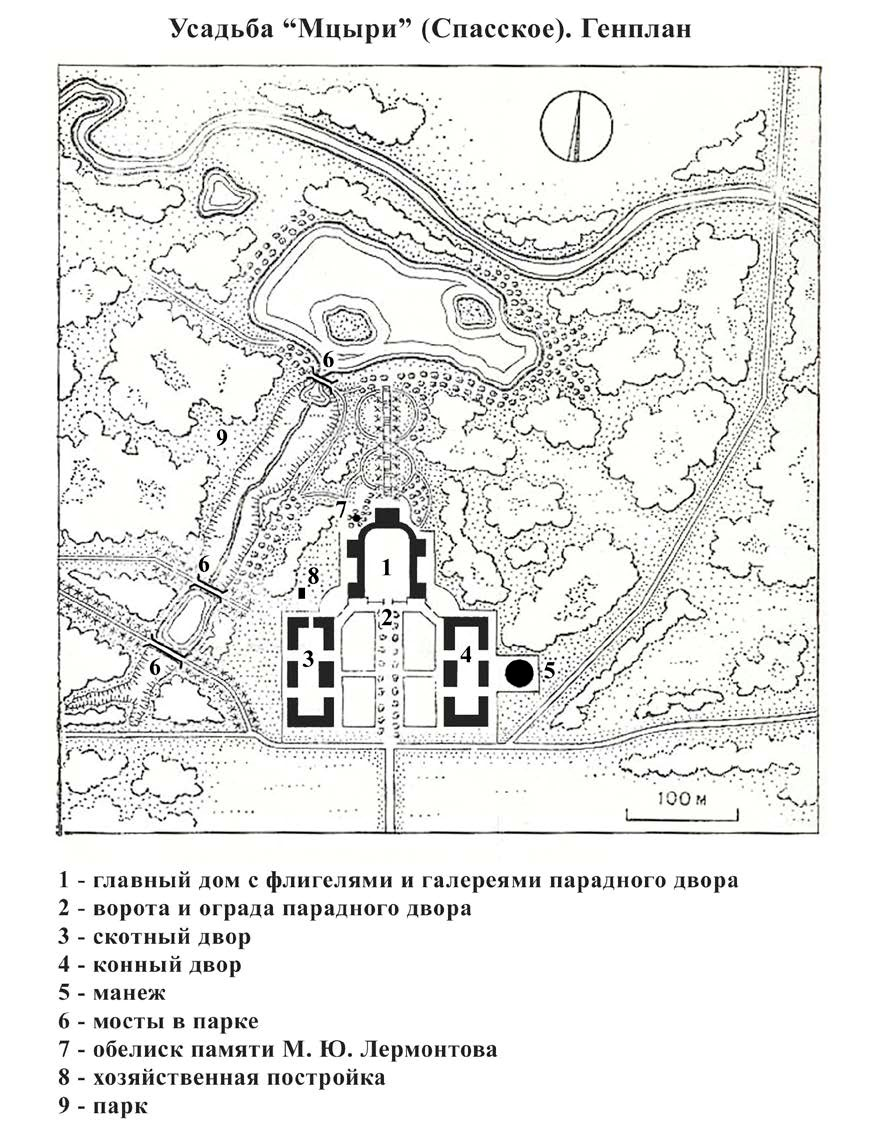 Усадьба “Мцыри” (Спасское). Генплан
6
9
7
8
1
6
2
3
4
5
6
100 м
1 - главный дом с флигелями и галереями парадного двора
2 - ворота и ограда парадного двора
3 - скотный двор
4 - конный двор
5 - манеж
6 - мосты в парке
7 - обелиск памяти М. Ю. Лермонтова
8 - хозяйственная постройка
9 - парк